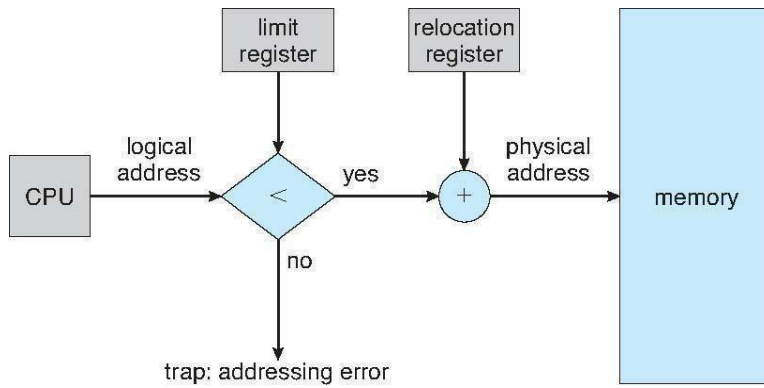 limit
register
relocation
register
logical
address
physical
address
CPU
<
yes
+
memory
no
trap: addressing error